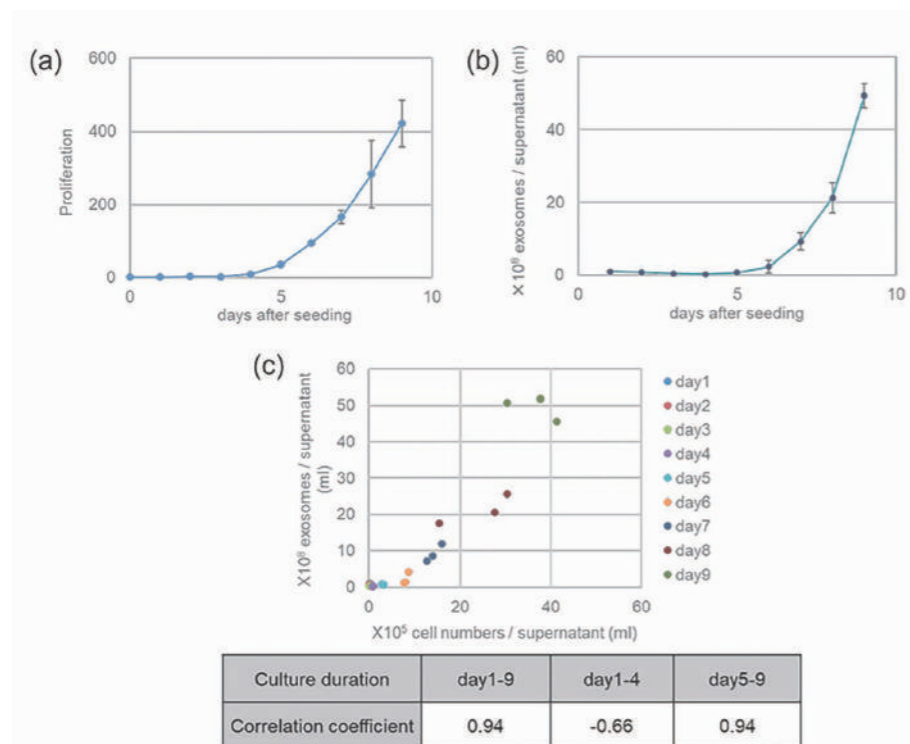 (a)
600
400
200
0
Proliferation
0 5 10
days after seeding
(b)
60
40
20
0
X 10⁸ exosomes / supernatant (ml)
0 5 10
days after seeding
(c)
60
50
40
30
20
10
0
X10⁸ exosomes / supernatant
(ml)
0 20 40 60
X10⁵ cell numbers / supernatant (ml)
day1
day2
day3
day4
day5
day6
day7
day8
day9
Culture duration day1-9 day1-4 day5-9
Correlation coefficient 0.94 -0.66 0.94